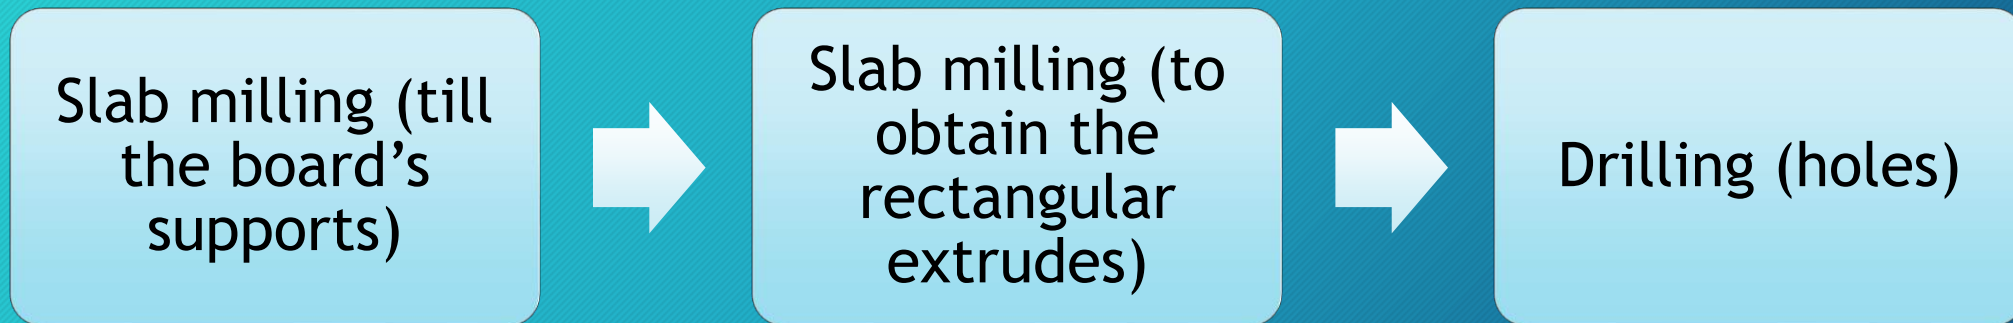 Slab milling (till
the board’s
supports)
Slab milling (to
obtain the
rectangular
extrudes)
Drilling (holes)